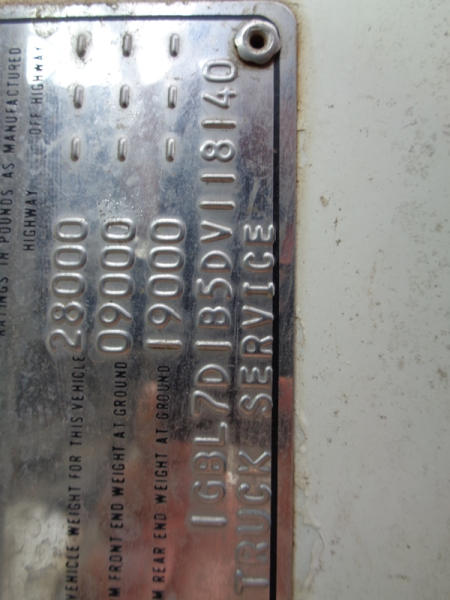 RATINGS IN POUNDS AS MANUFACTURED
HIGHWAY OFF HIGHWAY
VEHICLE WEIGHT FOR THIS VEHICLE 28000 - - -
M FRONT END WEIGHT AT GROUND 09000 - - -
M REAR END WEIGHT AT GROUND 19000 - - -
1GBL7D1B5DV118140
TRUCK SERVICE